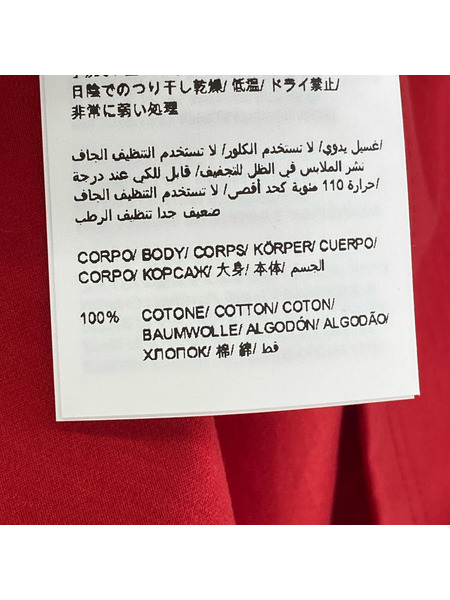 日陰でのつり干し乾燥/ 低温/ ドライ禁止/
非常に弱い処理
غسيل يدوي/ لا تستخدم الكلور/ لا تستخدم التنظيف الجاف/
نشر الملابس في الظل للتجفيف/ قابل للكي عند درجة
حرارة 110 مئوية كحد أقصى/ لا تستخدم التنظيف الجاف/
ضعيف جدا تنظيف الرطب
CORPO/ BODY/ CORPS/ KÖRPER/ CUERPO/
CORPO/ КОРСАЖ/ 大身/ 本体/ الجسم
100% COTONE/ COTTON/ COTON/
BAUMWOLLE/ ALGODÓN/ ALGODÃO/
ХЛОПОК/ 棉/ 綿/ قط